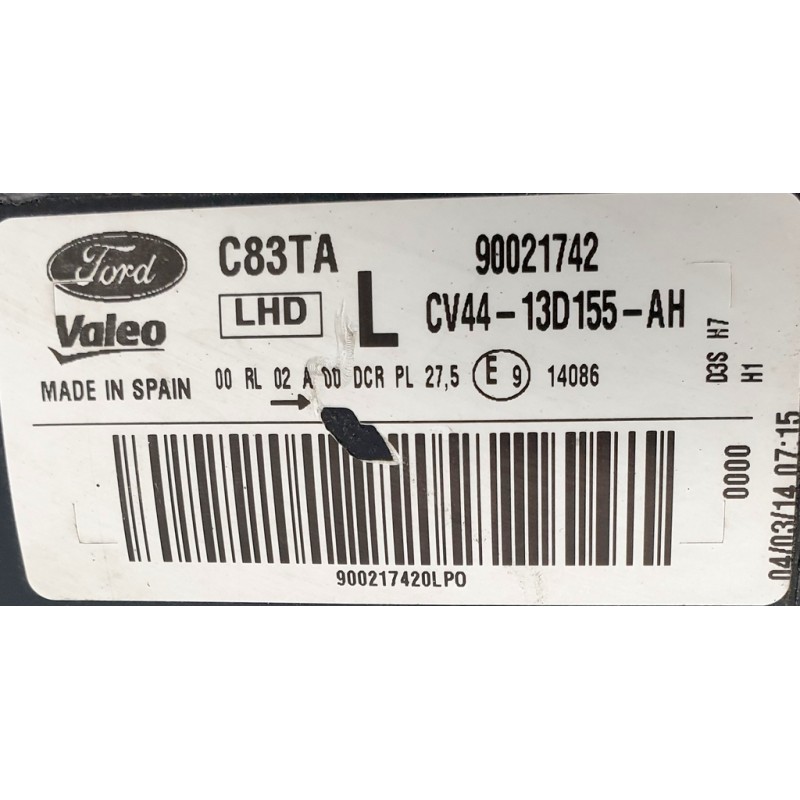 Ford
C83TA
90021742
Valeo
LHD
L
CV44-13D155-AH
MADE IN SPAIN
00 RL 02 A 00 DCR PL 27,5 E 9 14086
D3S H7
H1
0000
04/03/14 07:15
900217420LP0